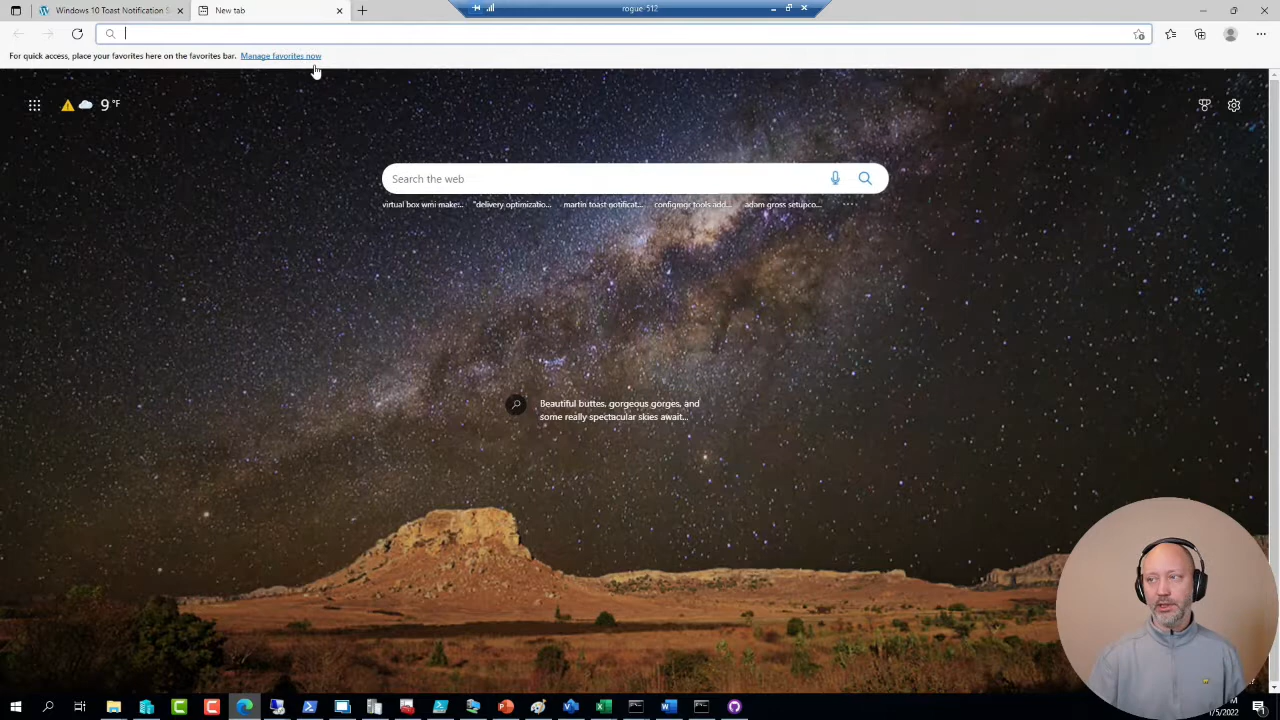 Windows 10 Toast Notification S
New tab
rogue-512
For quick access, place your favorites here on the favorites bar. Manage favorites now
9 °F
Search the web
virtual box wmi make:...
"delivery optimizatio...
martin toast notificat...
configmgr tools add...
adam gross setupco...
Beautiful buttes, gorgeous gorges, and
some really spectacular skies await...
M
1/5/2022